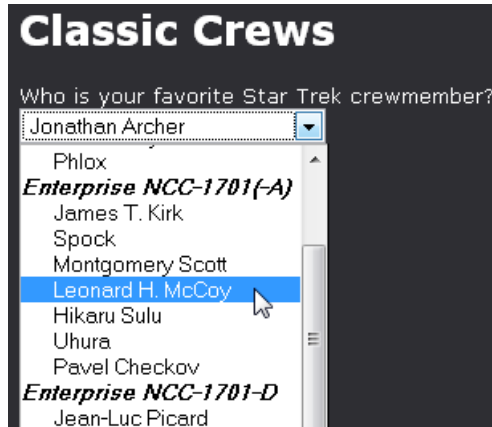 Classic Crews
Who is your favorite Star Trek crewmember?
Jonathan Archer
Phlox
Enterprise NCC-1701(-A)
James T. Kirk
Spock
Montgomery Scott
Leonard H. McCoy
Hikaru Sulu
Uhura
Pavel Checkov
Enterprise NCC-1701-D
Jean-Luc Picard